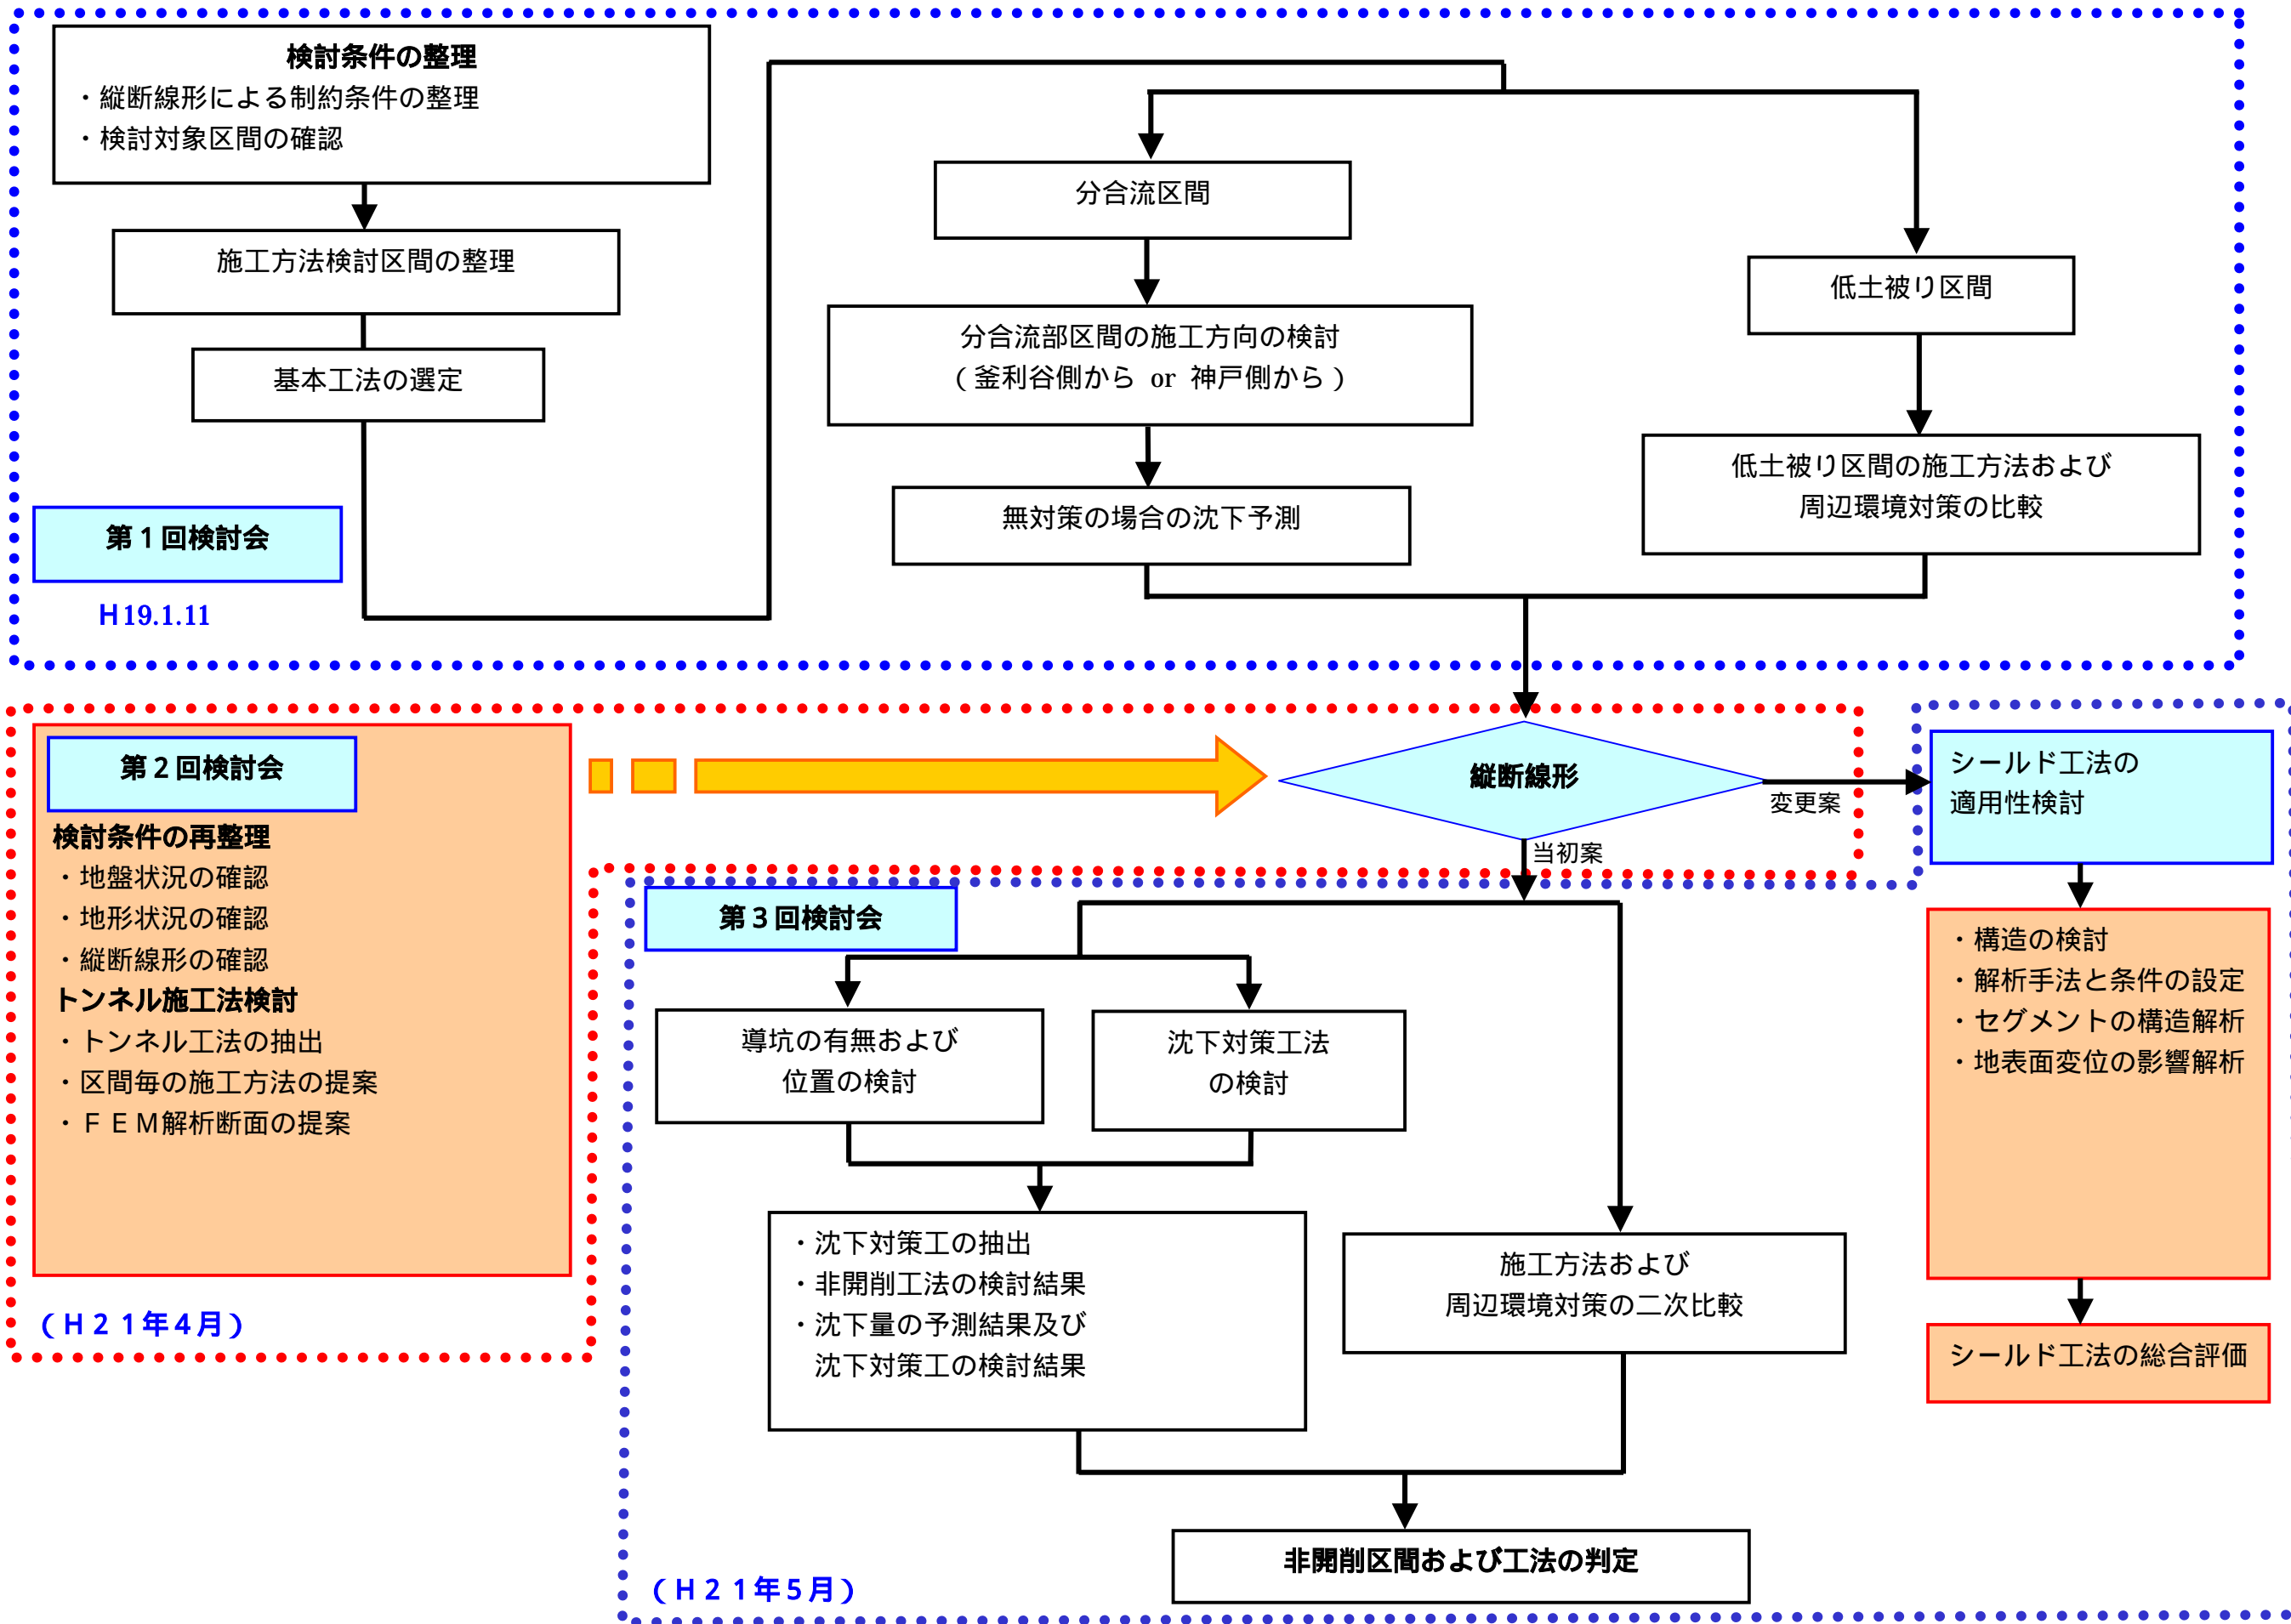 検討条件の整理
・縦断線形による制約条件の整理
・検討対象区間の確認
施工方法検討区間の整理
基本工法の選定
第１回検討会
Ｈ19.1.11
分合流区間
分合流部区間の施工方向の検討
（釜利谷側から or 神戸側から）
無対策の場合の沈下予測
低土被り区間
低土被り区間の施工方法および
周辺環境対策の比較
第２回検討会
検討条件の再整理
・地盤状況の確認
・地形状況の確認
・縦断線形の確認
トンネル施工法検討
・トンネル工法の抽出
・区間毎の施工方法の提案
・ＦＥＭ解析断面の提案
（Ｈ２１年４月）
縦断線形
変更案
当初案
シールド工法の
適用性検討
・構造の検討
・解析手法と条件の設定
・セグメントの構造解析
・地表面変位の影響解析
シールド工法の総合評価
第３回検討会
導坑の有無および
位置の検討
沈下対策工法
の検討
・沈下対策工の抽出
・非開削工法の検討結果
・沈下量の予測結果及び
沈下対策工の検討結果
施工方法および
周辺環境対策の二次比較
非開削区間および工法の判定
（Ｈ２１年５月）